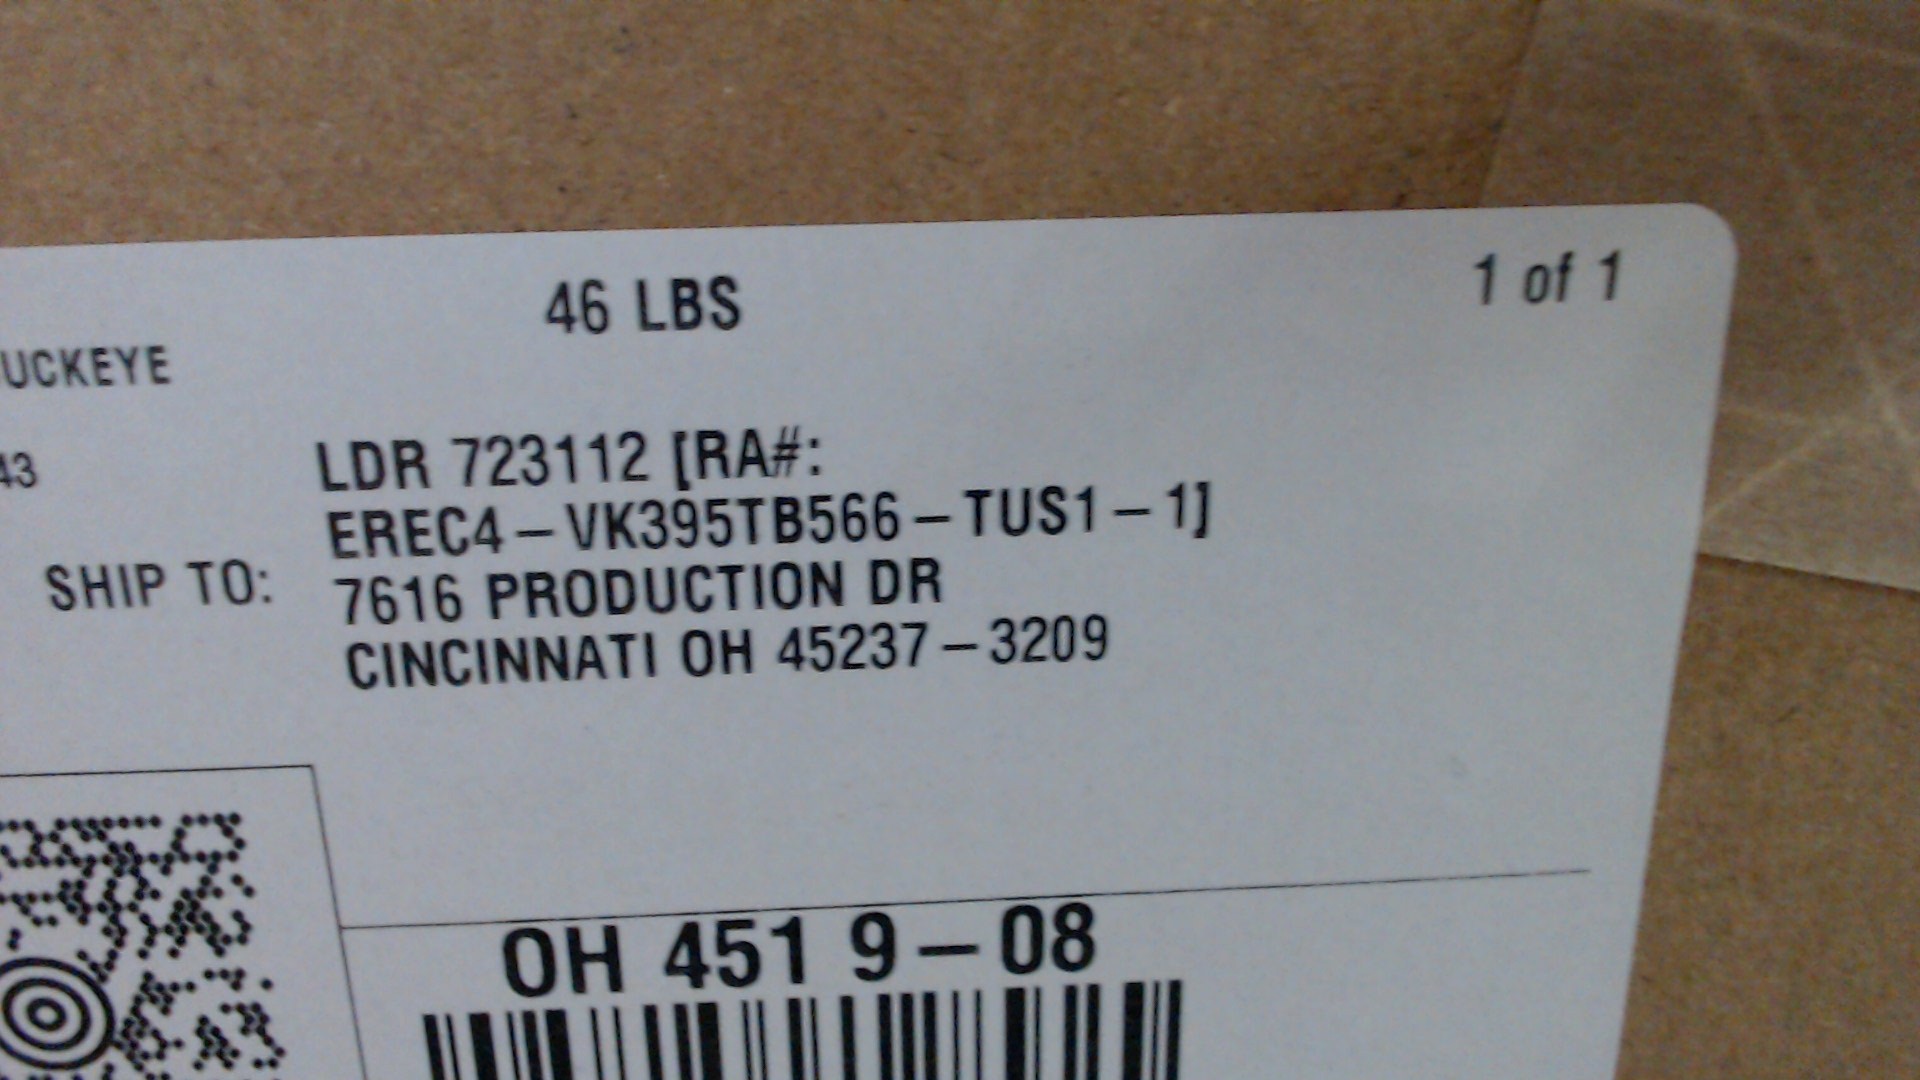 46 LBS
1 of 1
UCKEYE
43
LDR 723112 [RA#:
EREC4-VK395TB566-TUS1-1]
SHIP TO:
7616 PRODUCTION DR
CINCINNATI OH 45237-3209
OH 451 9-08